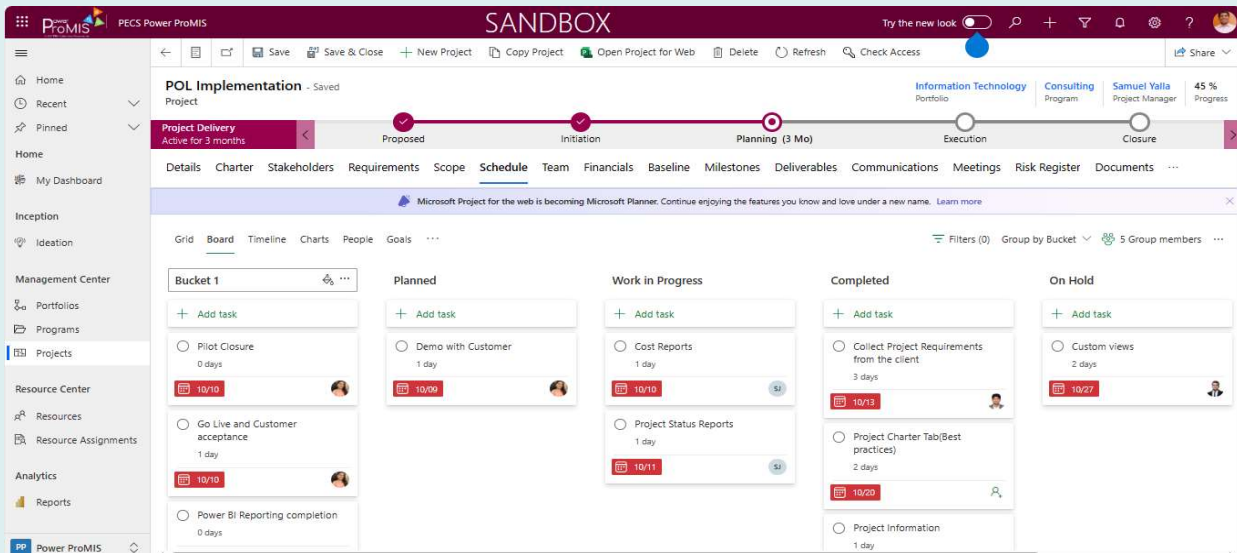 Power ProMIS
PECS Power ProMIS
SANDBOX
Try the new look
?
Save
Save & Close
New Project
Copy Project
Open Project for Web
Delete
Refresh
Check Access
Share
Home
Recent
Pinned
Home
My Dashboard
Inception
Ideation
Management Center
Portfolios
Programs
Projects
Resource Center
Resources
Resource Assignments
Analytics
Reports
PP Power ProMIS
POL Implementation - Saved
Project
Information Technology
Portfolio
Consulting
Program
Samuel Yalla
Project Manager
45 %
Progress
Project Delivery
Active for 3 months
Proposed
Initiation
Planning (3 Mo)
Execution
Closure
Details Charter Stakeholders Requirements Scope Schedule Team Financials Baseline Milestones Deliverables Communications Meetings Risk Register Documents ...
Microsoft Project for the web is becoming Microsoft Planner. Continue enjoying the features you know and love under a new name. Learn more
Grid Board Timeline Charts People Goals ...
Filters (0) Group by Bucket 5 Group members ...
Bucket 1 ...
Add task
Pilot Closure
0 days
10/10
Go Live and Customer
acceptance
1 day
10/10
Power BI Reporting completion
0 days
Planned
Add task
Demo with Customer
1 day
10/09
Work in Progress
Add task
Cost Reports
1 day
10/10
SJ
Project Status Reports
1 day
10/11
SJ
Completed
Add task
Collect Project Requirements
from the client
3 days
10/13
Project Charter Tab(Best
practices)
2 days
10/20
Project Information
1 day
On Hold
Add task
Custom views
2 days
10/27